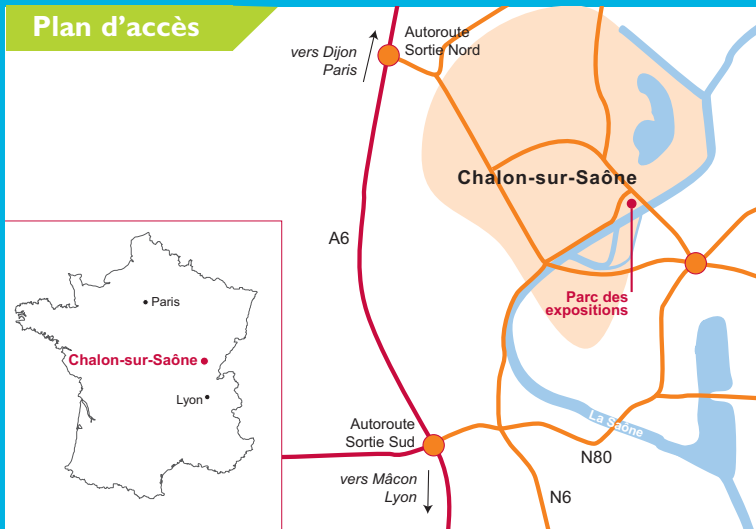 Plan d'accès
vers Dijon
Paris
Autoroute
Sortie Nord
Chalon-sur-Saône
A6
Parc des
expositions
Paris
Chalon-sur-Saône
Lyon
Autoroute
Sortie Sud
La Saône
N80
vers Mâcon
Lyon
N6